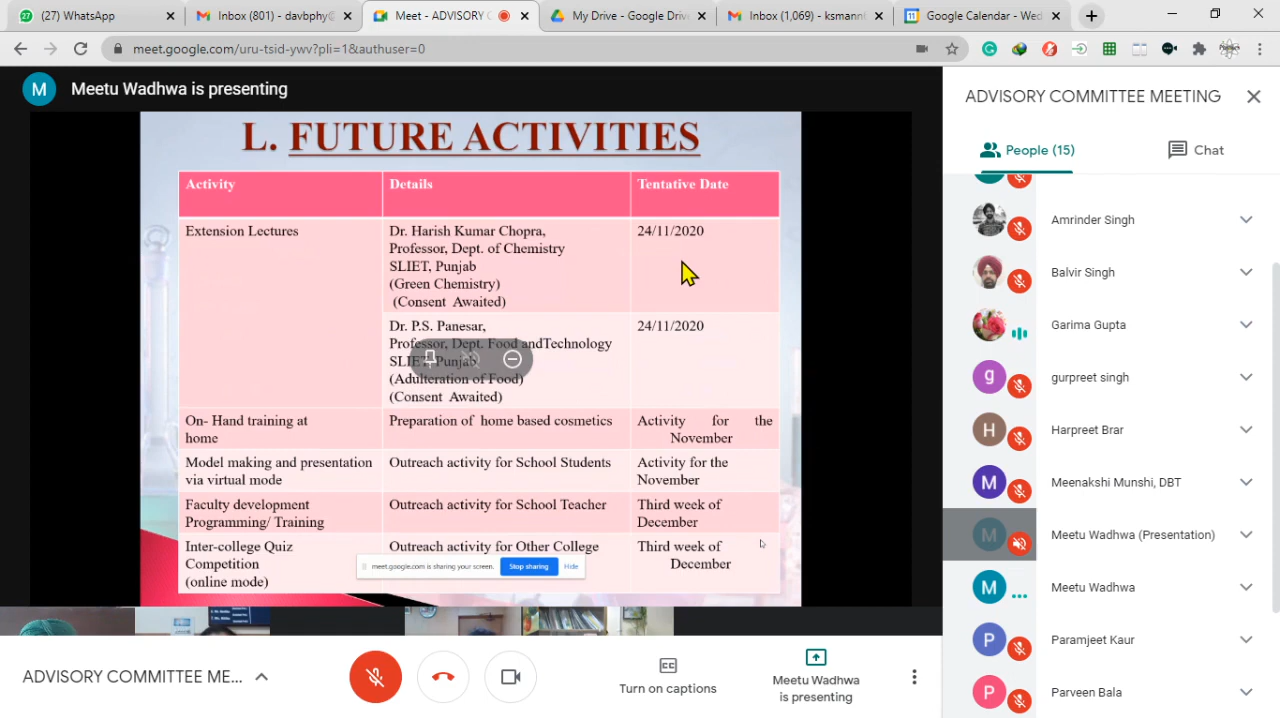 (27) WhatsApp
Inbox (801) - davbphy@
Meet - ADVISORY C
My Drive - Google Driv
Inbox (1,069) - ksmannl
Google Calendar - Wed
meet.google.com/uru-tsid-ywv?pli=1&authuser=0
M
Meetu Wadhwa is presenting
L. FUTURE ACTIVITIES
Activity Details Tentative Date
Extension Lectures Dr. Harish Kumar Chopra, 24/11/2020
Professor, Dept. of Chemistry
SLIET, Punjab
(Green Chemistry)
(Consent Awaited)
Dr. P.S. Panesar, 24/11/2020
Professor, Dept. Food andTechnology
SLIET, Punjab
(Adulteration of Food)
(Consent Awaited)
On- Hand training at home
Preparation of home based cosmetics
Activity for the
November
Model making and presentation
via virtual mode
Outreach activity for School Students
Activity for the
November
Faculty development
Programming/ Training
Outreach activity for School Teacher
Third week of
December
Inter-college Quiz
Competition
(online mode)
Outreach activity for Other College
Third week of
December
meet.google.com is sharing your screen.
Stop sharing
Hide
ADVISORY COMMITTEE ME...
Turn on captions
Meetu Wadhwa
is presenting
ADVISORY COMMITTEE MEETING
People (15)
Chat
Amrinder Singh
Balvir Singh
Garima Gupta
g gurpreet singh
H Harpreet Brar
M Meenakshi Munshi, DBT
M Meetu Wadhwa (Presentation)
M Meetu Wadhwa
P Paramjeet Kaur
P Parveen Bala